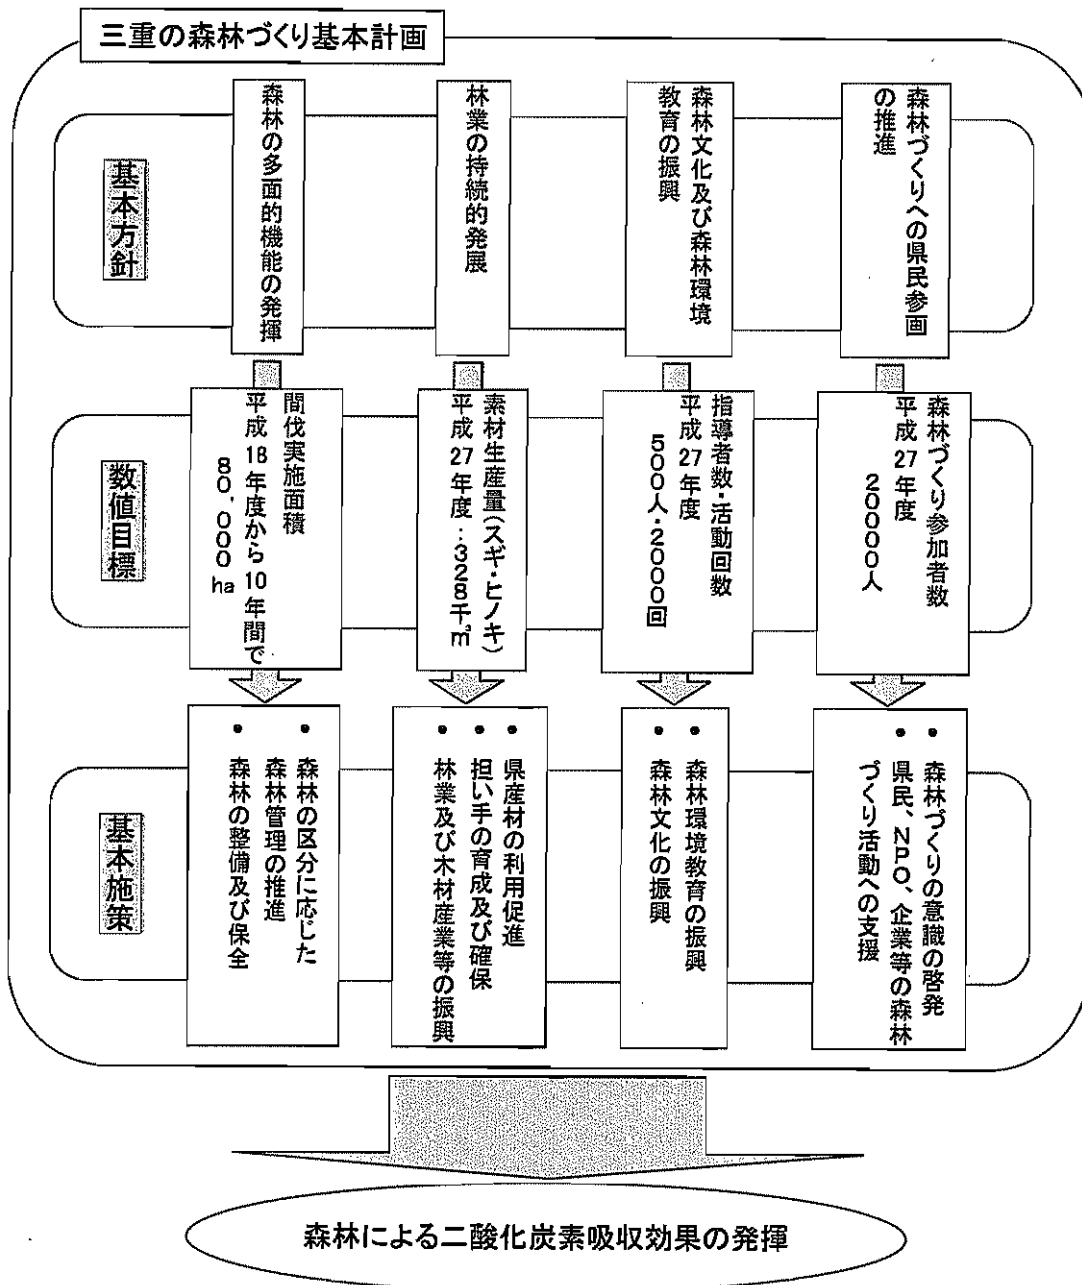 三重の森林づくり基本計画
基本方針
森林の多面的機能の発揮
林業の持続的発展
森林文化及び森林環境
教育の振興
森林づくりへの県民参画
の推進
数値目標
間伐実施面積
平成18年度から10年間で
80,000
ha
素材生産量(スギ・ヒノキ)
平成27年度:328千㎥
指導者数・活動回数
平成27年度
500人・2000回
森林づくり参加者数
平成27年度
20000人
基本施策
• 森林の区分に応じた
森林管理の推進
• 森林の整備及び保全
• 県産材の利用促進
• 担い手の育成及び確保
• 林業及び木材産業等の振興
• 森林環境教育の振興
• 森林文化の振興
• 森林づくりの意識の啓発
• 県民、NPO、企業等の森林
づくり活動への支援
森林による二酸化炭素吸収効果の発揮